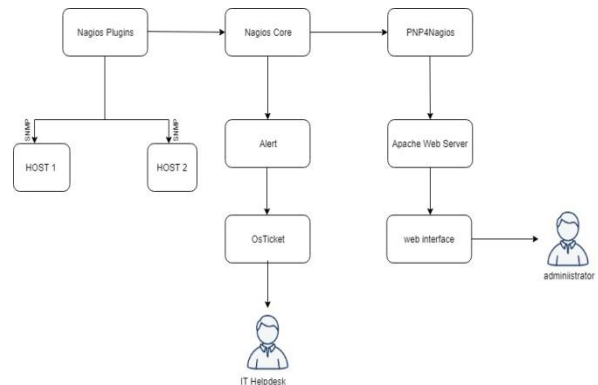 Nagios Plugins
Nagios Core
PNP4Nagios
SNMP
SNMP
HOST 1
HOST 2
Alert
Apache Web Server
OsTicket
web interface
adminiistrator
IT Helpdesk